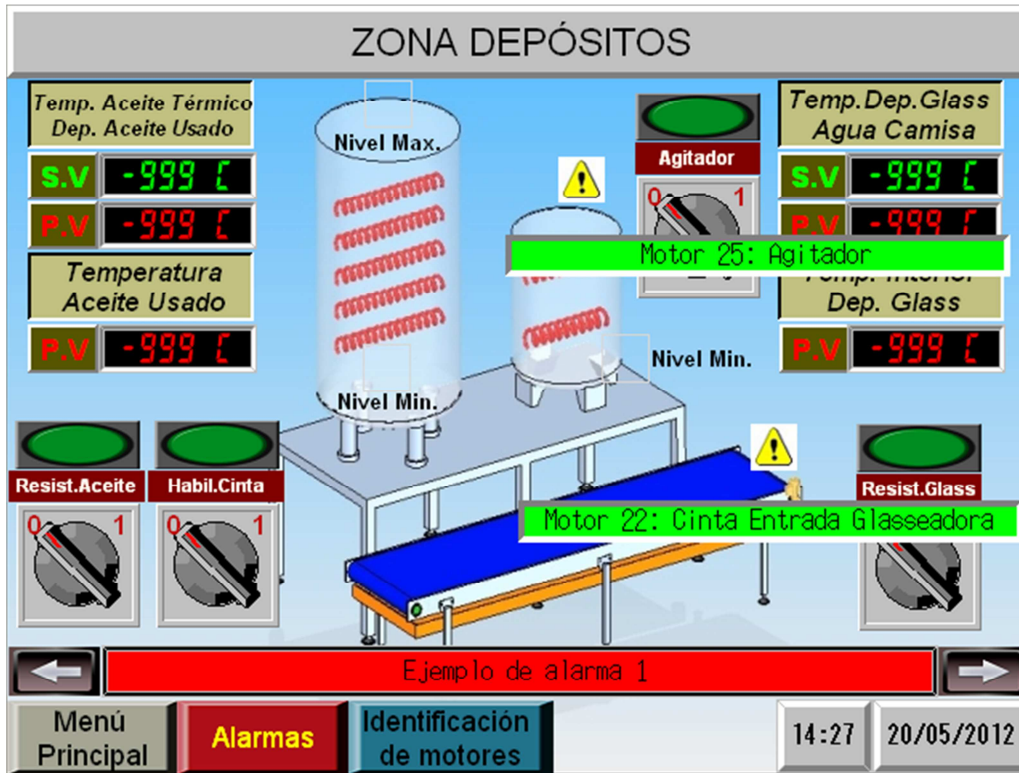 ZONA DEPÓSITOS
Temp. Aceite Térmico
Dep. Aceite Usado
S.V -999 C
P.V -999 C
Temperatura
Aceite Usado
P.V -999 C
Nivel Max.
Nivel Min.
Agitador
0 1
Motor 25: Agitador
Nivel Min.
Temp.Dep.Glass
Agua Camisa
S.V -999 C
P.V -999 C
Temp. Interior
Dep. Glass
P.V -999 C
Resist.Aceite
0 1
Habil.Cinta
0 1
Resist.Glass
Motor 22: Cinta Entrada Glasseadora
Ejemplo de alarma 1
Menú
Principal
Alarmas
Identificación
de motores
14:27
20/05/2012